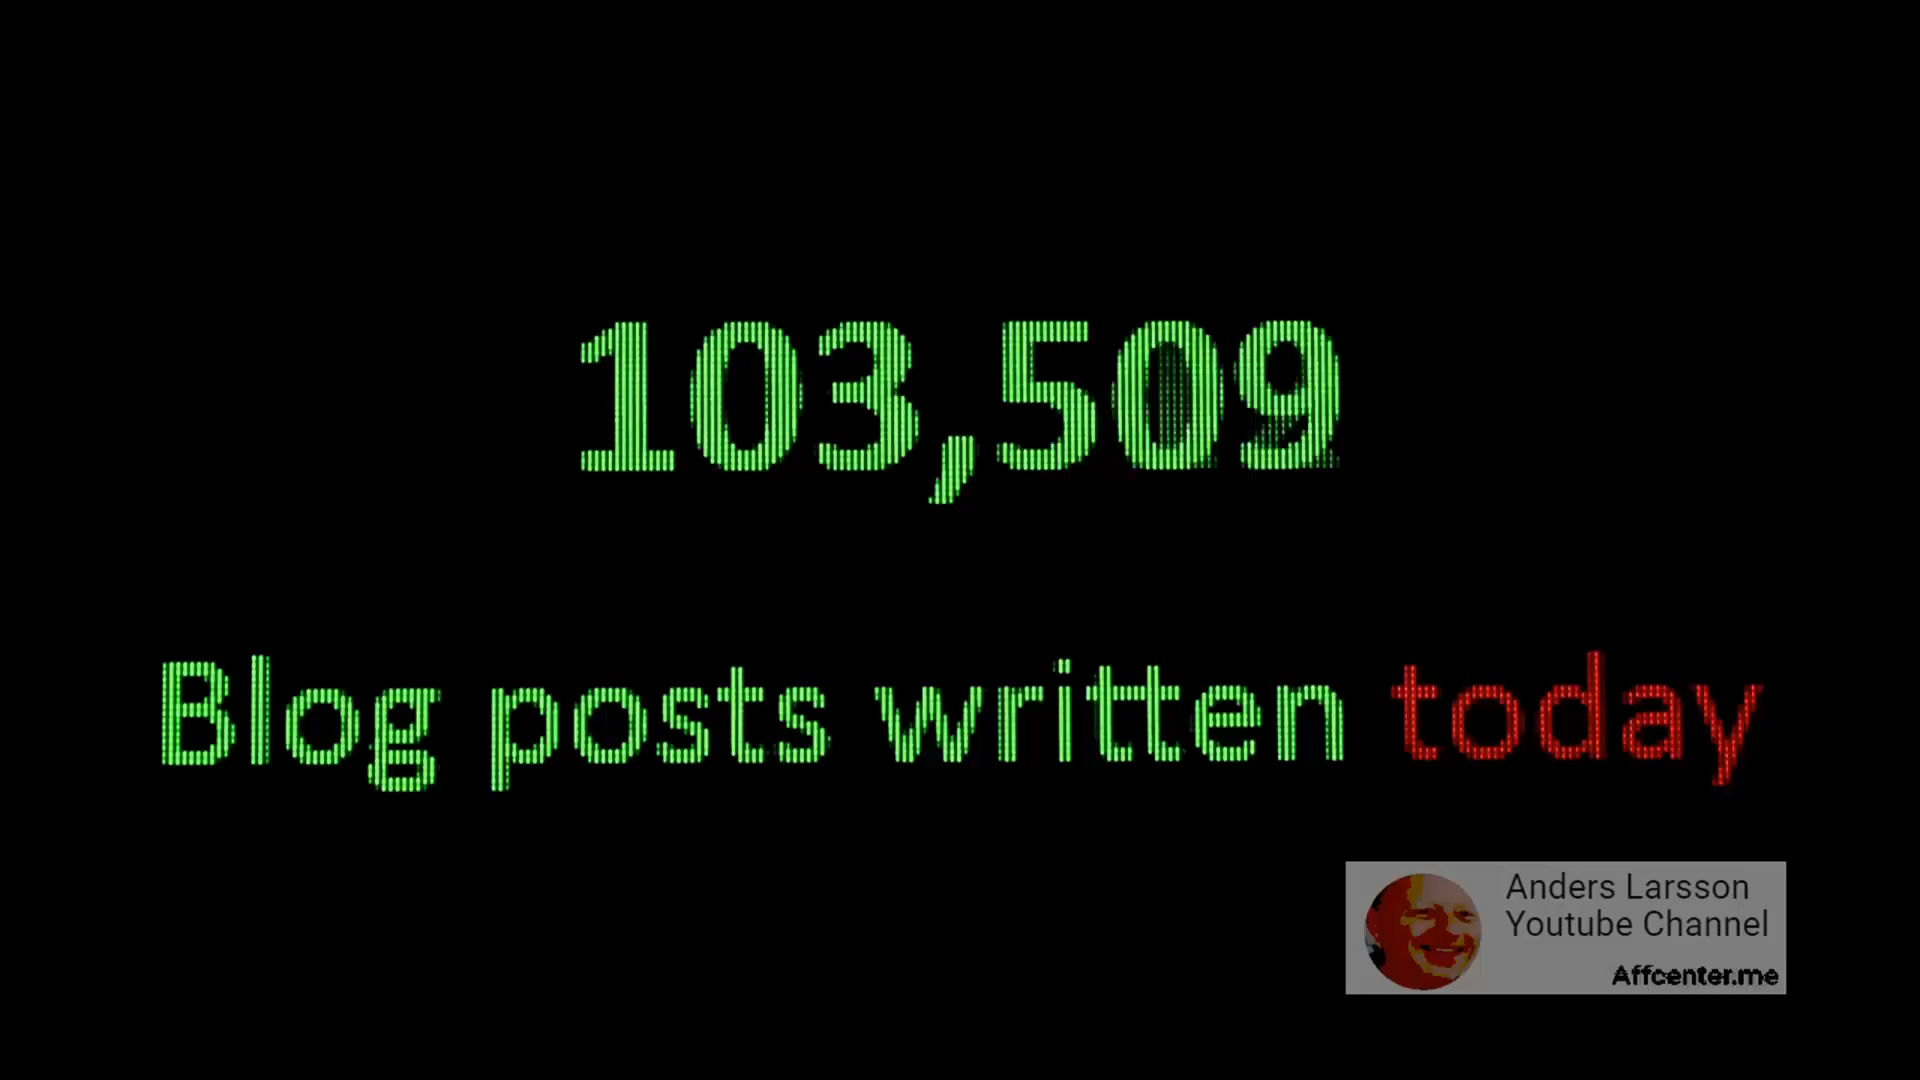 103,509
Blog posts written today
Anders Larsson
Youtube Channel
Affcenter.me